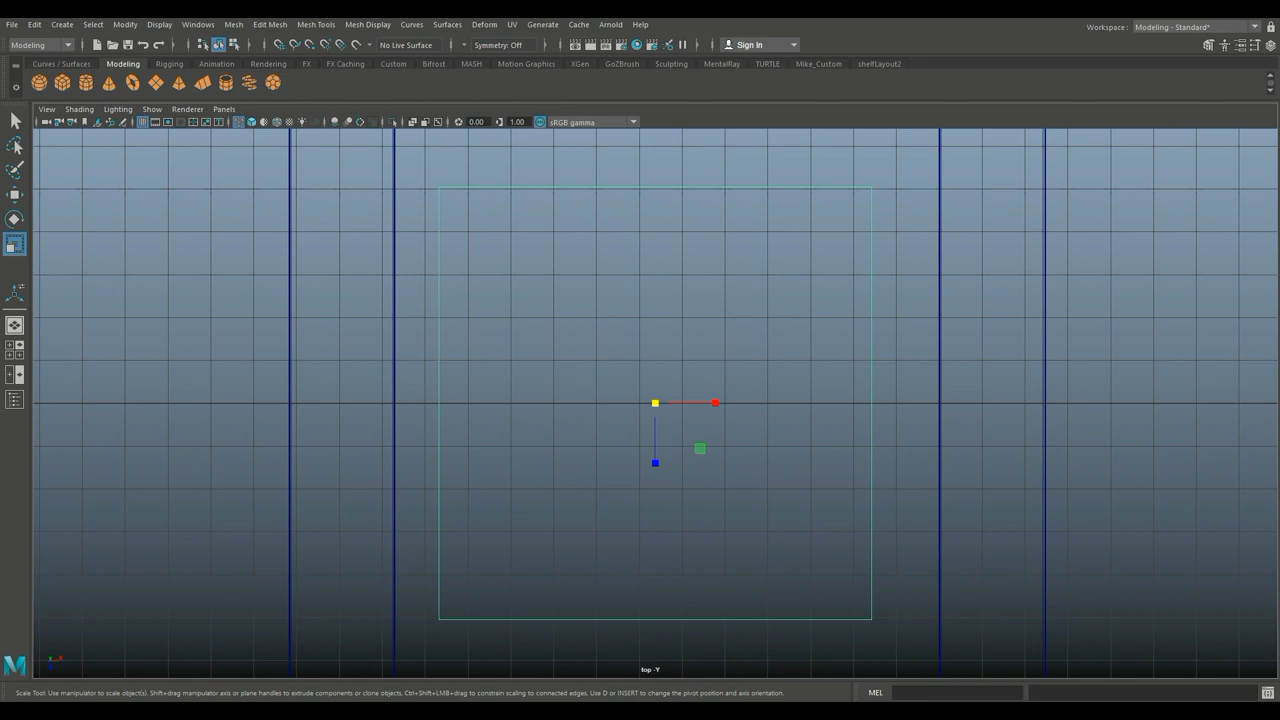 File Edit Create Select Modify Display Windows Mesh Edit Mesh Mesh Tools Mesh Display Curves Surfaces Deform UV Generate Cache Arnold Help
Workspace : Modeling - Standard*
Modeling No Live Surface Symmetry: Off Sign In
Curves / Surfaces Modeling Rigging Animation Rendering FX FX Caching Custom Bifrost MASH Motion Graphics XGen GoZBrush Sculpting MentalRay TURTLE Mike_Custom shelfLayout2
View Shading Lighting Show Renderer Panels
0.00 1.00 sRGB gamma
top -Y
Scale Tool: Use manipulator to scale object(s). Shift+drag manipulator axis or plane handles to extrude components or clone objects. Ctrl+Shift+LMB+drag to constrain scaling to connected edges. Use D or INSERT to change the pivot position and axis orientation. MEL